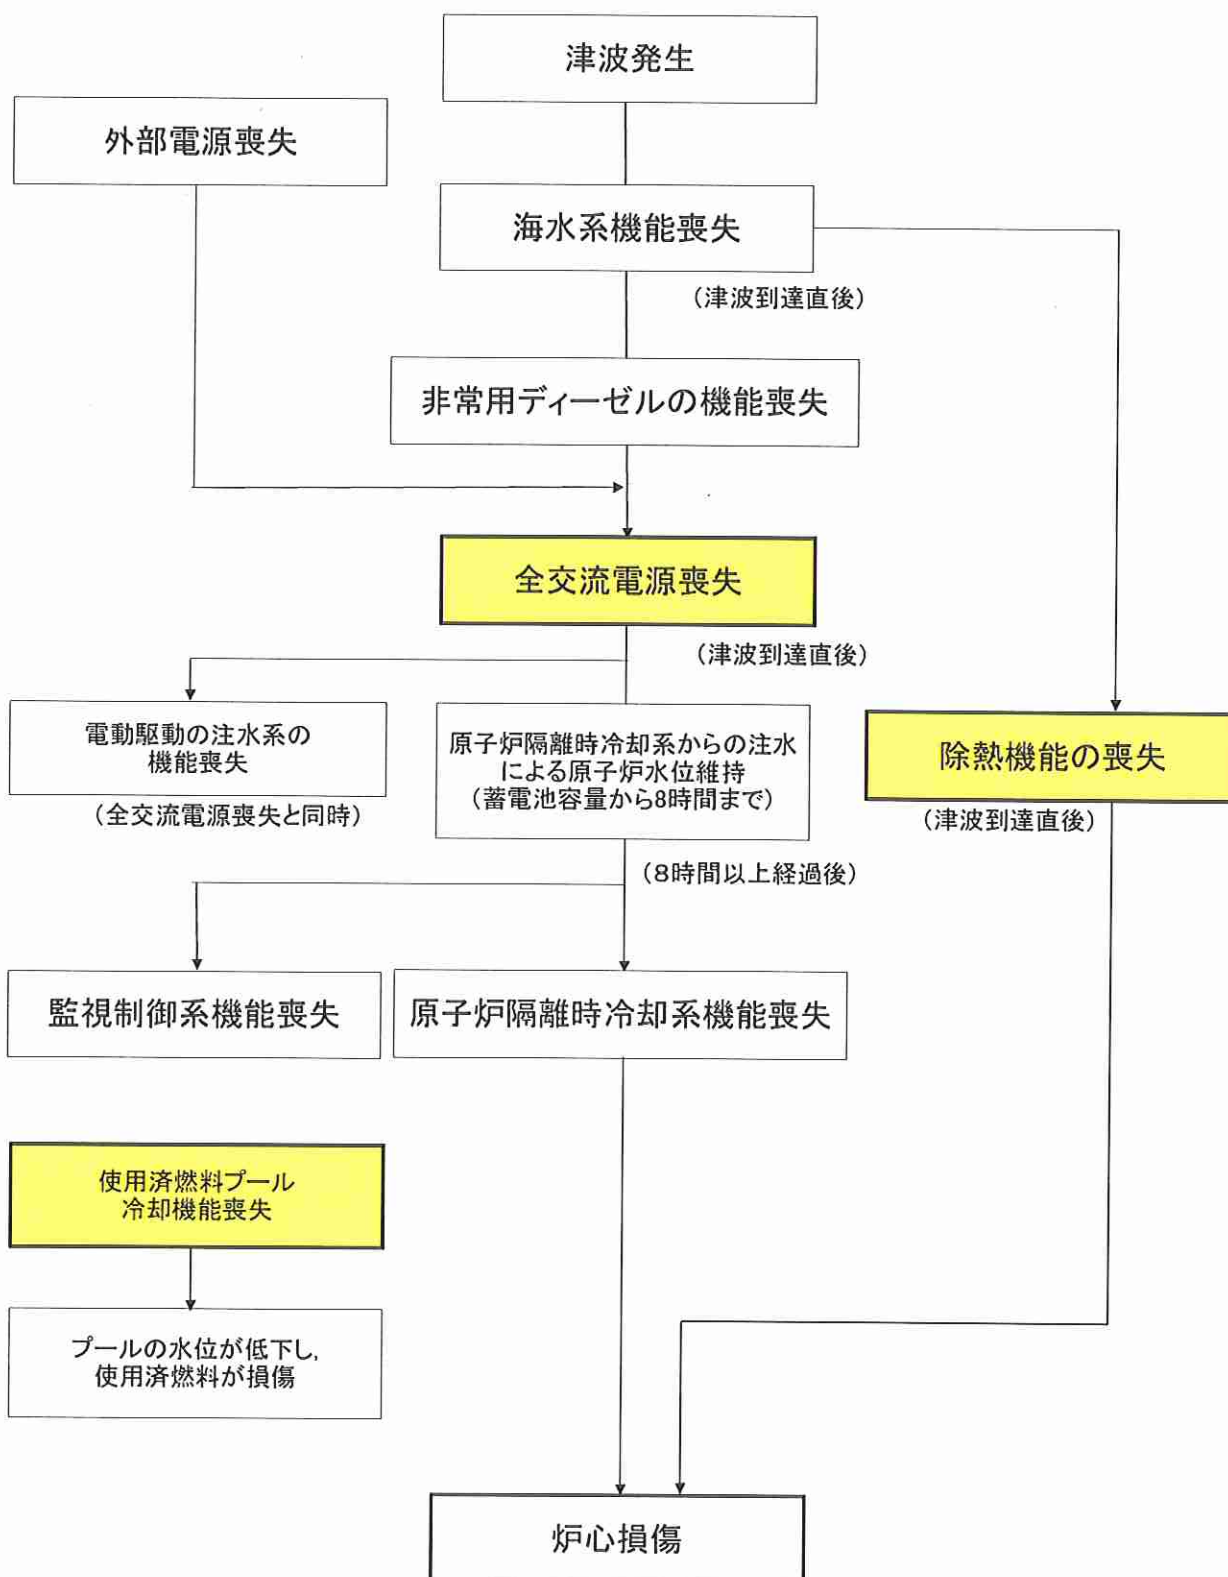 津波発生
外部電源喪失
海水系機能喪失
(津波到達直後)
非常用ディーゼルの機能喪失
全交流電源喪失
(津波到達直後)
電動駆動の注水系の
機能喪失
(全交流電源喪失と同時)
原子炉隔離時冷却系からの注水
による原子炉水位維持
(蓄電池容量から8時間まで)
除熱機能の喪失
(津波到達直後)
(8時間以上経過後)
監視制御系機能喪失
原子炉隔離時冷却系機能喪失
使用済燃料プール
冷却機能喪失
プールの水位が低下し,
使用済燃料が損傷
炉心損傷